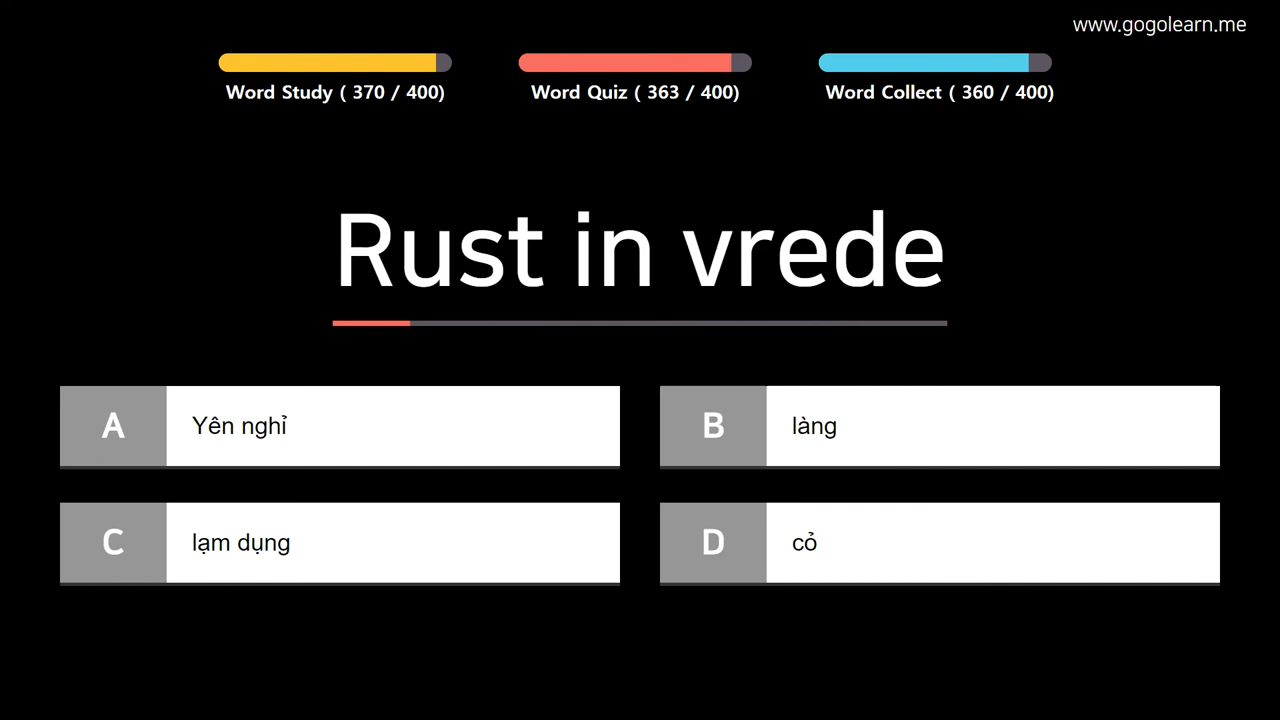 www.gogolearn.me
Word Study ( 370 / 400)
Word Quiz ( 363 / 400)
Word Collect ( 360 / 400)
Rust in vrede
A
Yên nghỉ
B
làng
C
lạm dụng
D
cỏ